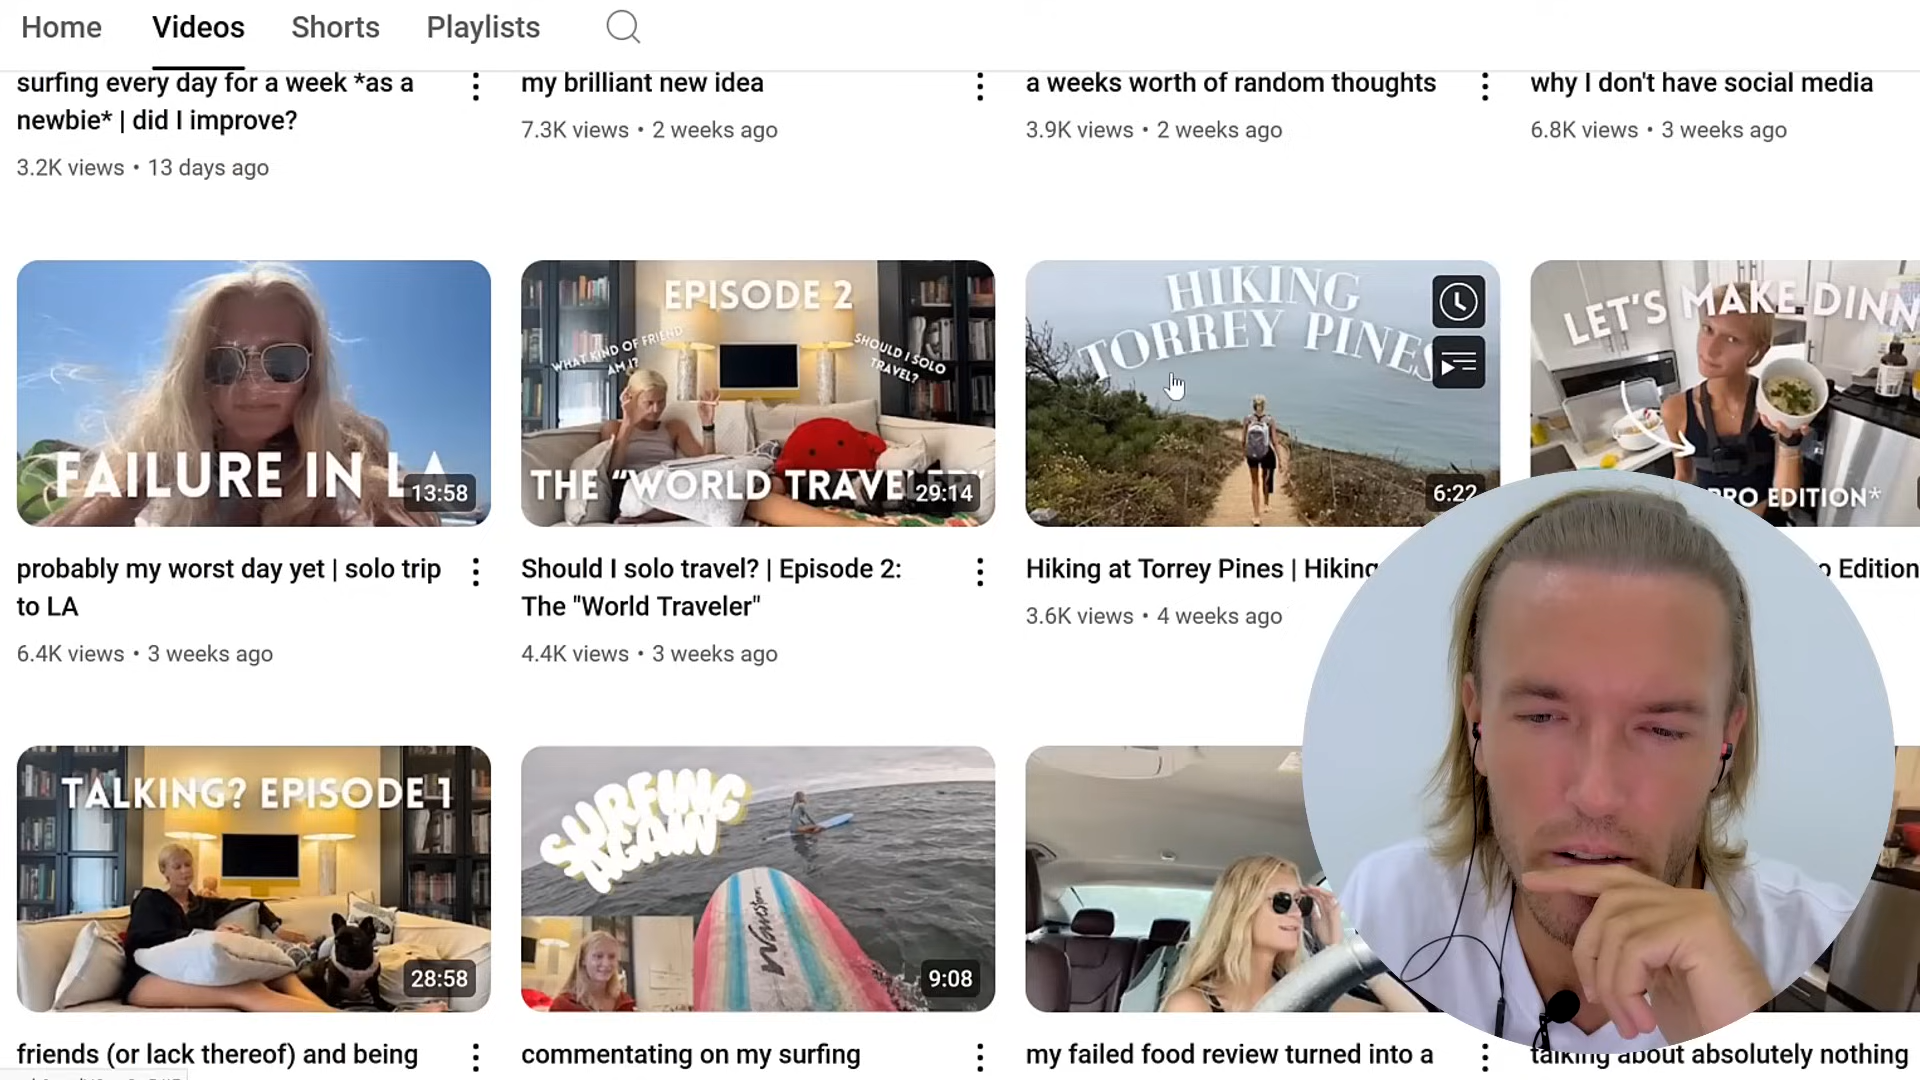 Home Videos Shorts Playlists
surfing every day for a week *as a
newbie* | did I improve?
3.2K views • 13 days ago
my brilliant new idea
7.3K views • 2 weeks ago
a weeks worth of random thoughts
3.9K views • 2 weeks ago
why I don't have social media
6.8K views • 3 weeks ago
FAILURE IN LA
13:58
EPISODE 2
WHAT KIND OF FRIEND
AM I?
SHOULD I SOLO
TRAVEL?
THE “WORLD TRAVELER”
29:14
HIKING
TORREY PINES
6:22
LET'S MAKE DINN
PRO EDITION*
probably my worst day yet | solo trip
to LA
6.4K views • 3 weeks ago
Should I solo travel? | Episode 2:
The "World Traveler"
4.4K views • 3 weeks ago
Hiking at Torrey Pines | Hiking
3.6K views • 4 weeks ago
o Edition
TALKING? EPISODE 1
28:58
SURFING
AGAIN
Wavestorm
9:08
friends (or lack thereof) and being
commentating on my surfing
my failed food review turned into a
talking about absolutely nothing